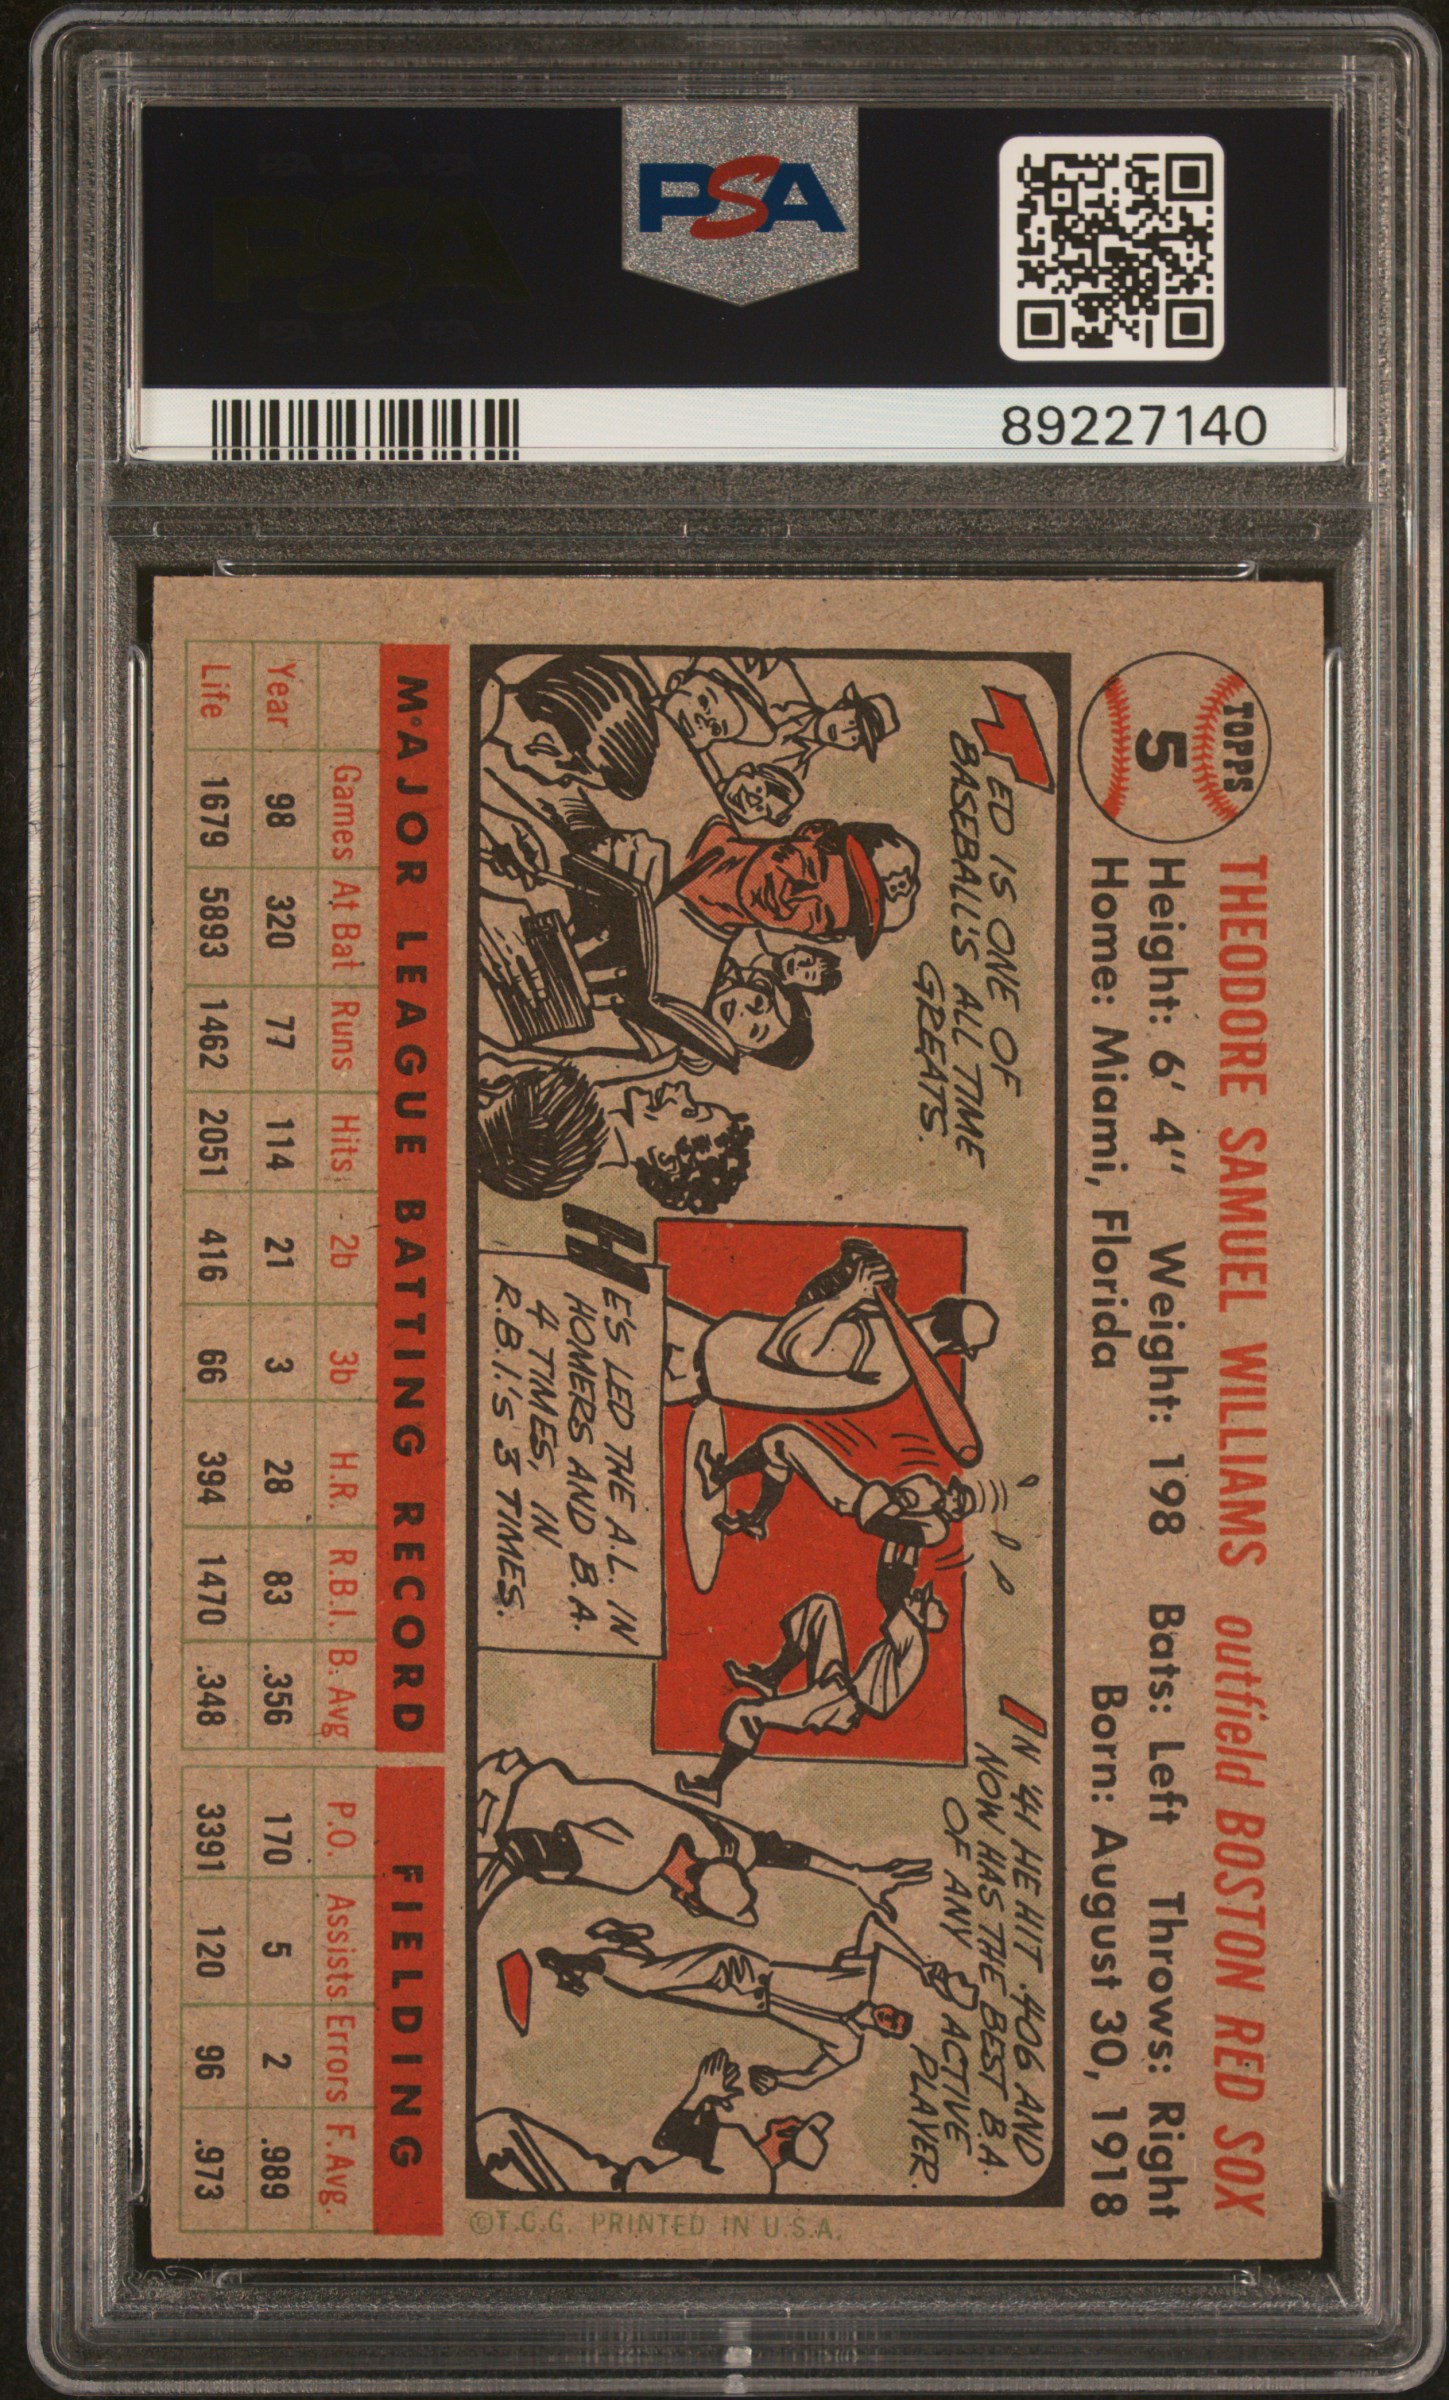 PSA
89227140
TOPPS
5
THEODORE SAMUEL WILLIAMS outfield BOSTON RED SOX
Height: 6' 4" Weight: 198 Bats: Left Throws: Right
Home: Miami, Florida Born: August 30, 1918
TED IS ONE OF
BASEBALL'S ALL TIME
GREATS.
HE'S LED THE A.L. IN
HOMERS AND B.A.
4 TIMES, IN
R.B.I.'S 3 TIMES.
IN '41 HE HIT .406 AND
NOW HAS THE BEST B.A.
OF ANY ACTIVE
PLAYER.
MAJOR LEAGUE BATTING RECORD FIELDING
Games At Bat Runs Hits 2b 3b H.R. R.B.I. B. Avg P.O. Assists Errors F. Avg.
Year 98 320 77 114 21 3 28 83 .356 170 5 2 .989
Life 1679 5893 1462 2051 416 66 394 1470 .348 3391 120 96 .973
©T.C.G. PRINTED IN U.S.A.